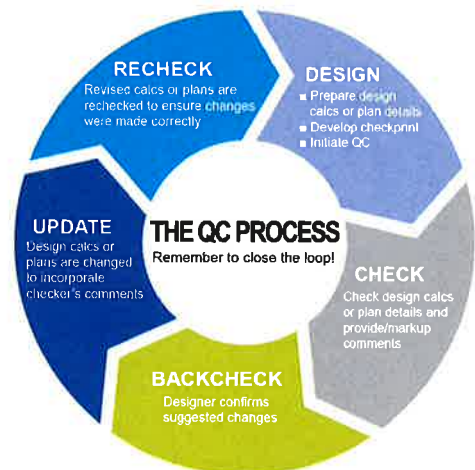 THE QC PROCESS
Remember to close the loop!
DESIGN
■ Prepare design
calcs or plan details
■ Develop checkprint
■ Initiate QC
CHECK
Check design calcs
or plan details and
provide/markup
comments
BACKCHECK
Designer confirms
suggested changes
UPDATE
Design calcs or
plans are changed
to incorporate
checker's comments
RECHECK
Revised calcs or plans are
rechecked to ensure changes
were made correctly